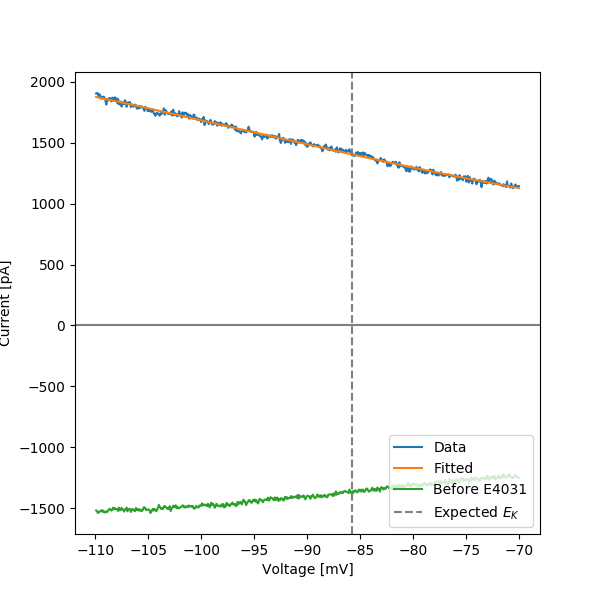 2000
1500
1000
500
0
−500
−1000
−1500
Current [pA]
Data
Fitted
Before E4031
Expected E_K
−110 −105 −100 −95 −90 −85 −80 −75 −70
Voltage [mV]